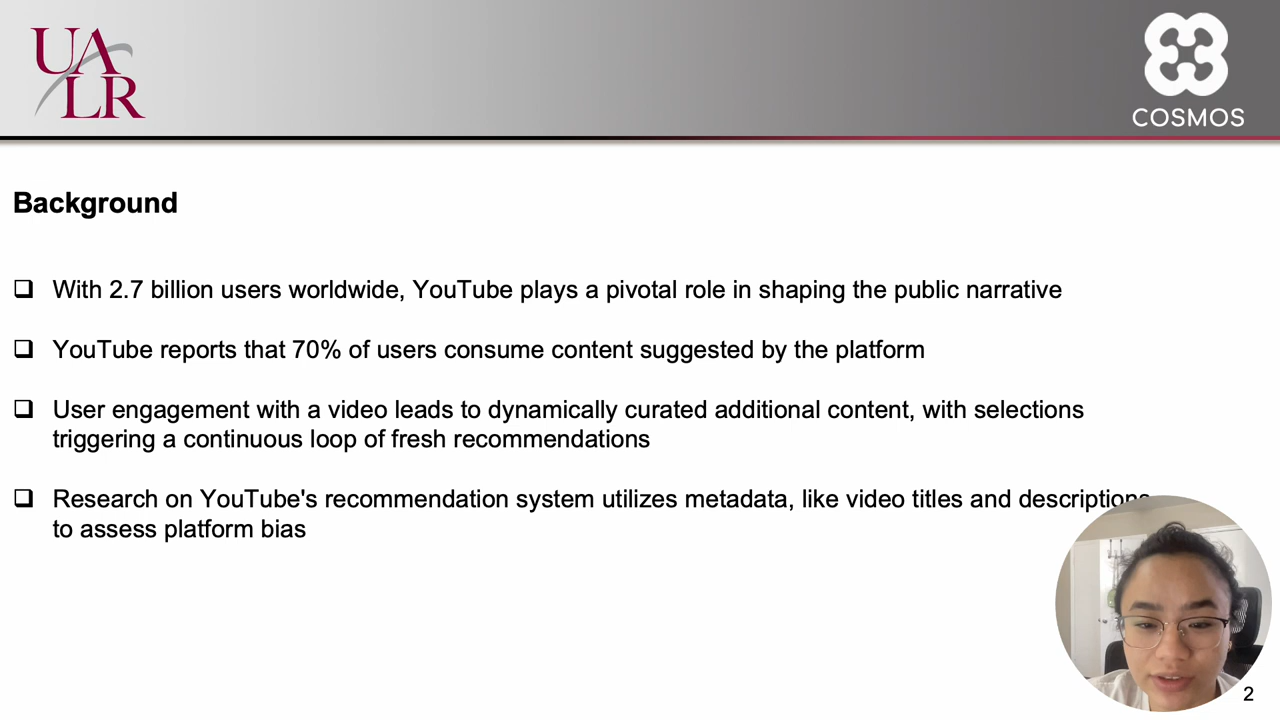 UA
LR
COSMOS
Background
With 2.7 billion users worldwide, YouTube plays a pivotal role in shaping the public narrative
YouTube reports that 70% of users consume content suggested by the platform
User engagement with a video leads to dynamically curated additional content, with selections
triggering a continuous loop of fresh recommendations
Research on YouTube's recommendation system utilizes metadata, like video titles and descriptions
to assess platform bias
2